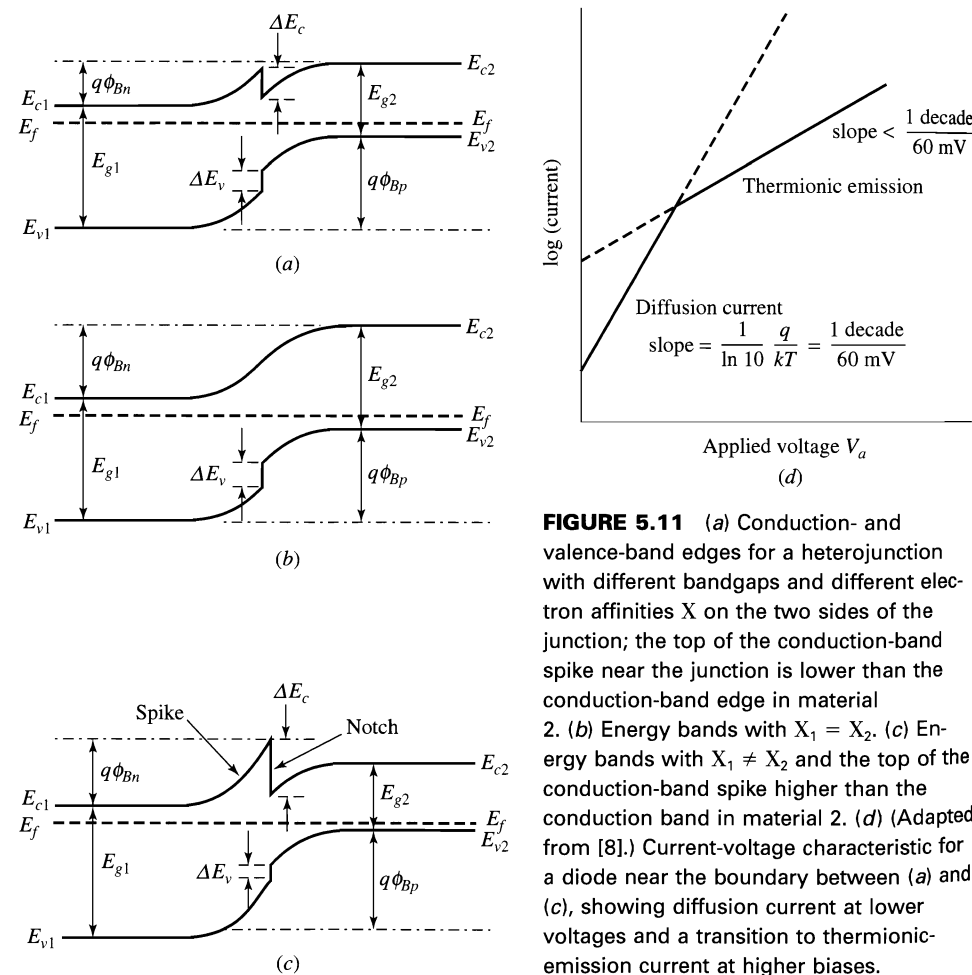 ΔE_c
qϕ_Bn
E_c2
E_c1
E_g2
E_f
E_f
E_v2
E_g1
ΔE_v
qϕ_Bp
E_v1
(a)
E_c2
qϕ_Bn
E_g2
E_c1
E_f
E_f
E_v2
E_g1
ΔE_v
qϕ_Bp
E_v1
(b)
ΔE_c
Spike
Notch
qϕ_Bn
E_c2
E_c1
E_g2
E_f
E_f
E_v2
E_g1
ΔE_v
qϕ_Bp
E_v1
(c)
log (current)
slope < 1 decade / 60 mV
Thermionic emission
Diffusion current
slope = 1 / ln 10 q / kT = 1 decade / 60 mV
Applied voltage V_a
(d)
FIGURE 5.11 (a) Conduction- and
valence-band edges for a heterojunction
with different bandgaps and different elec-
tron affinities X on the two sides of the
junction; the top of the conduction-band
spike near the junction is lower than the
conduction-band edge in material
2. (b) Energy bands with X₁ = X₂. (c) En-
ergy bands with X₁ ≠ X₂ and the top of the
conduction-band spike higher than the
conduction band in material 2. (d) (Adapted
from [8].) Current-voltage characteristic for
a diode near the boundary between (a) and
(c), showing diffusion current at lower
voltages and a transition to thermionic-
emission current at higher biases.